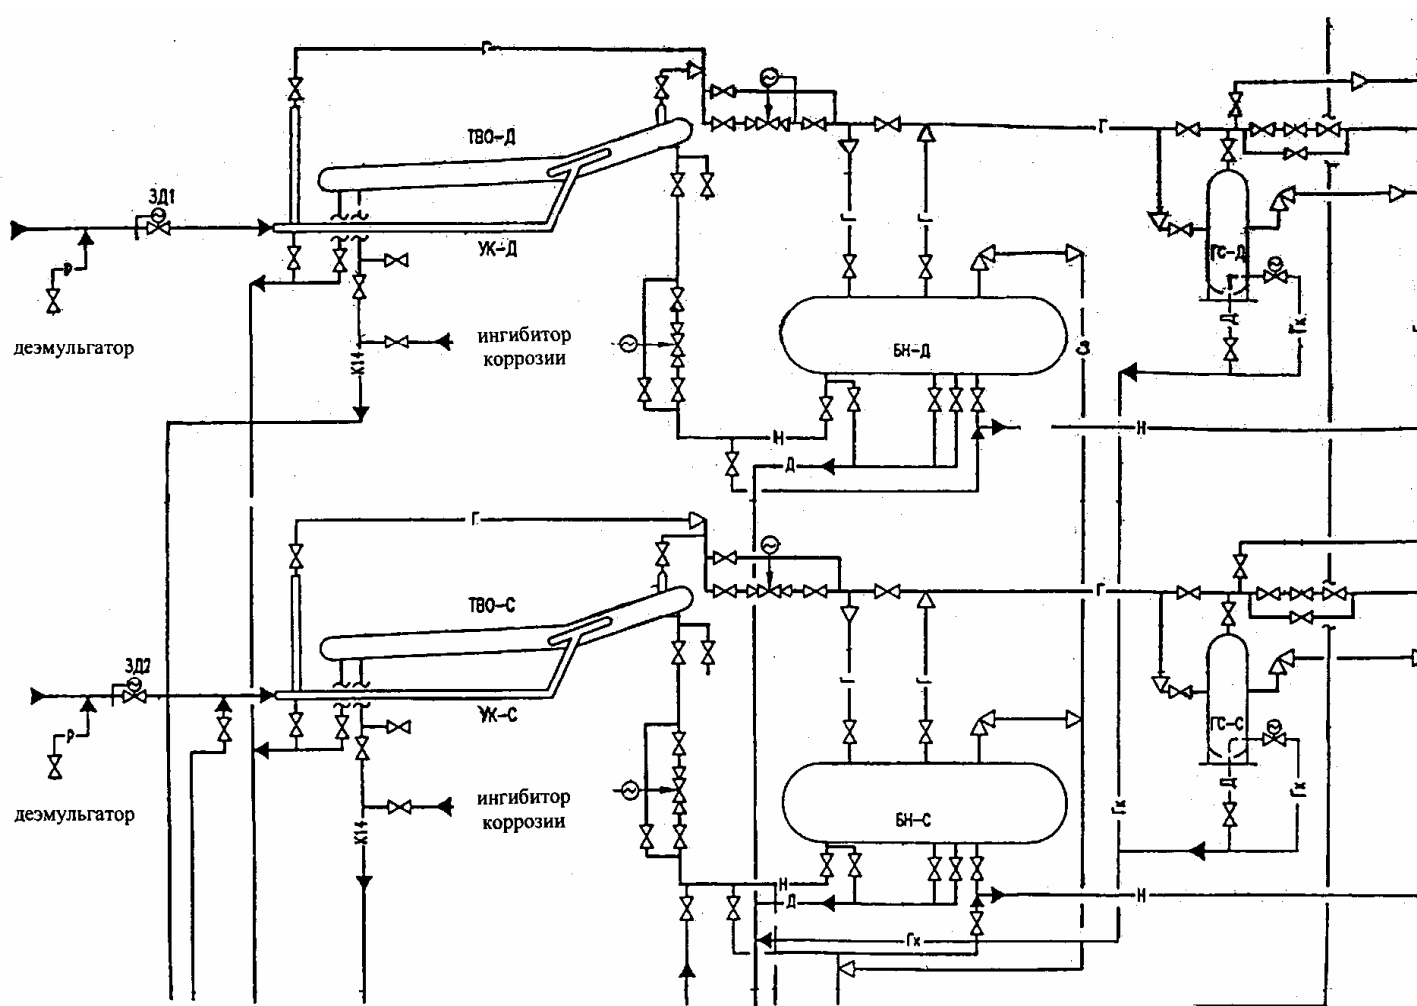 Г
ТВО-Д
Г
ЗД1
Г
Г
УК-Д
ГС-Д
Р
Д
Гк
деэмульгатор
ингибитор
коррозии
К14
БН-Д
Св
Н
Н
Д
Г
ТВО-С
Г
ЗД2
Г
Г
УК-С
ГС-С
Р
Д
Гк
Гк
деэмульгатор
ингибитор
коррозии
К14
БН-С
Н
Н
Д
Гк